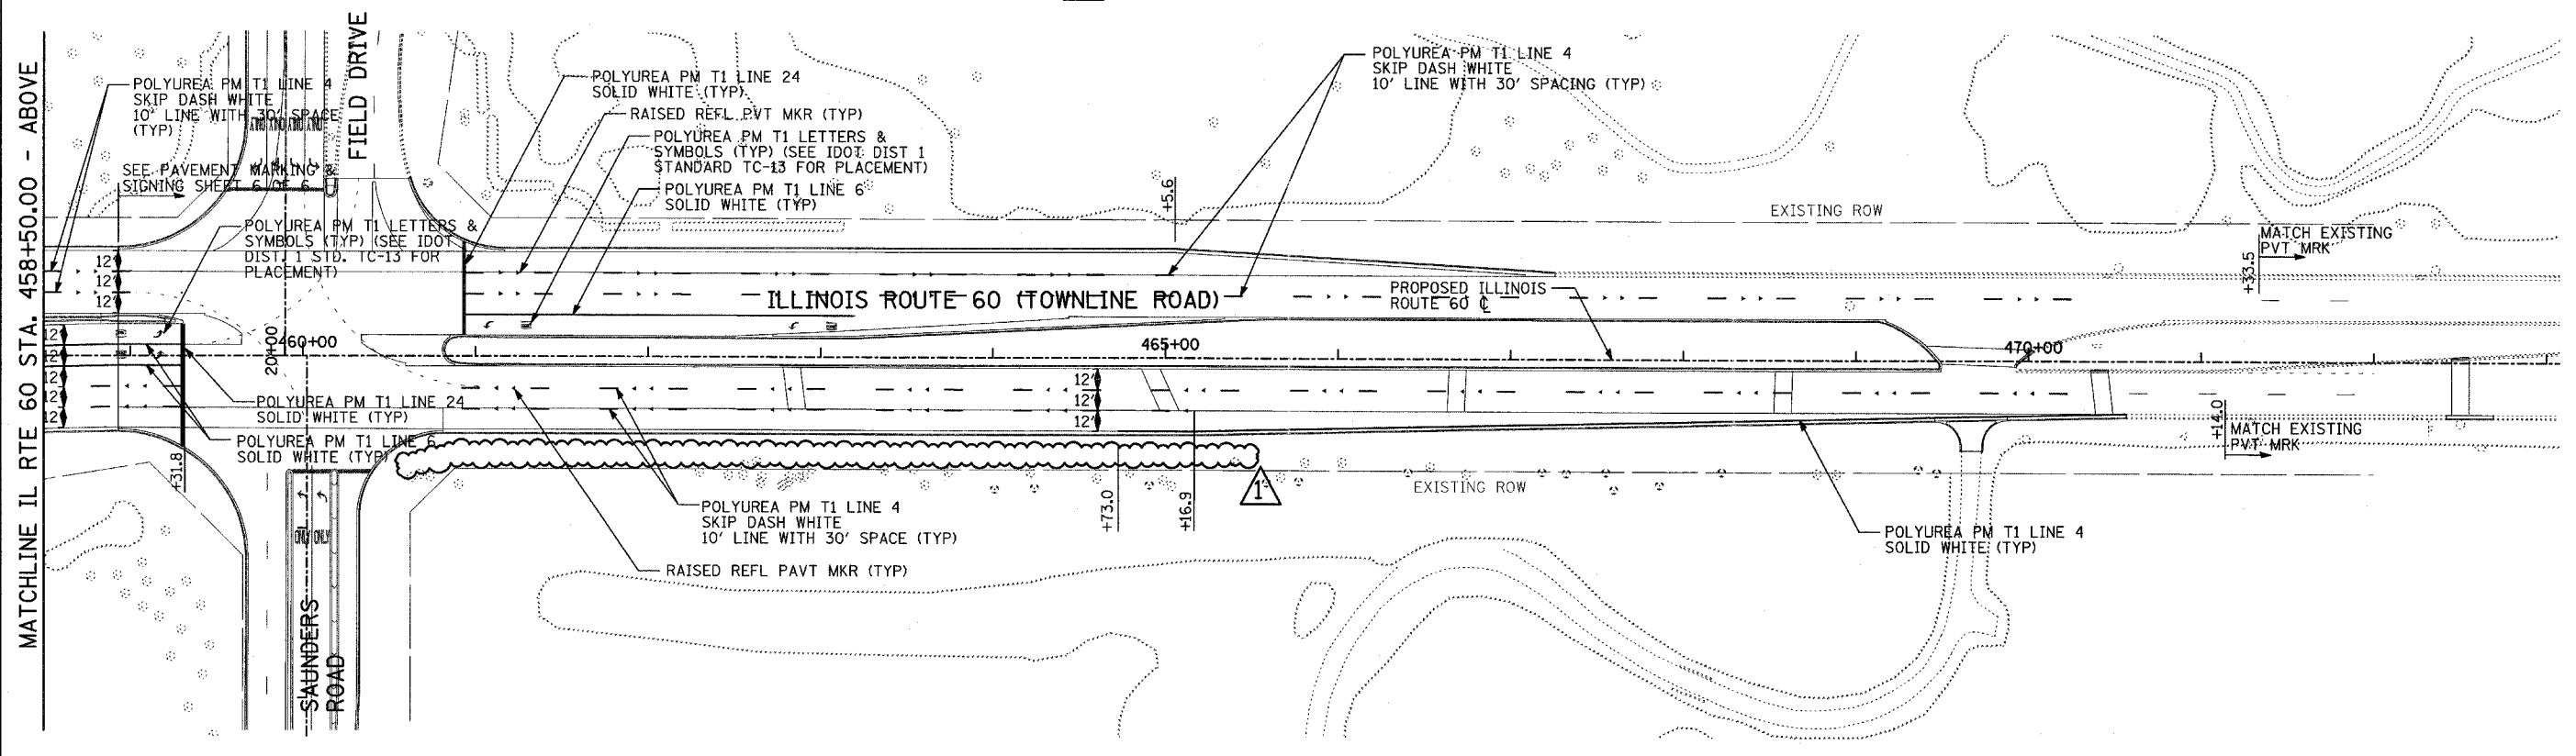 MATCHLINE IL RTE 60 STA. 458+50.00 - ABOVE
POLYUREA PM T1 LINE 4
SKIP DASH WHITE
10' LINE WITH 30' SPACE
(TYP)
SEE PAVEMENT MARKING &
SIGNING SHEET 6 OF 6
FIELD DRIVE
POLYUREA PM T1 LINE 24
SOLID WHITE (TYP)
RAISED REFL PVT MKR (TYP)
POLYUREA PM T1 LETTERS &
SYMBOLS (TYP) (SEE IDOT DIST 1
STANDARD TC-13 FOR PLACEMENT)
POLYUREA PM T1 LINE 6
SOLID WHITE (TYP)
POLYUREA PM T1 LINE 4
SKIP DASH WHITE
10' LINE WITH 30' SPACING (TYP)
POLYUREA PM T1 LETTERS &
SYMBOLS (TYP) (SEE IDOT
DIST. 1 STD. TC-13 FOR
PLACEMENT)
+5.6
EXISTING ROW
MATCH EXISTING
PVT MRK
+33.5
12'
12'
12'
ILLINOIS ROUTE 60 (TOWNLINE ROAD)
PROPOSED ILLINOIS
ROUTE 60 ℄
12'
12'
12'
12'
12'
20+00
460+00
465+00
470+00
12'
12'
12'
POLYUREA PM T1 LINE 24
SOLID WHITE (TYP)
POLYUREA PM T1 LINE 6
SOLID WHITE (TYP)
+31.8
+14.0
MATCH EXISTING
PVT MRK
1
EXISTING ROW
+73.0
+16.9
ONLY ONLY
POLYUREA PM T1 LINE 4
SKIP DASH WHITE
10' LINE WITH 30' SPACE (TYP)
RAISED REFL PAVT MKR (TYP)
POLYUREA PM T1 LINE 4
SOLID WHITE (TYP)
SAUNDERS
ROAD